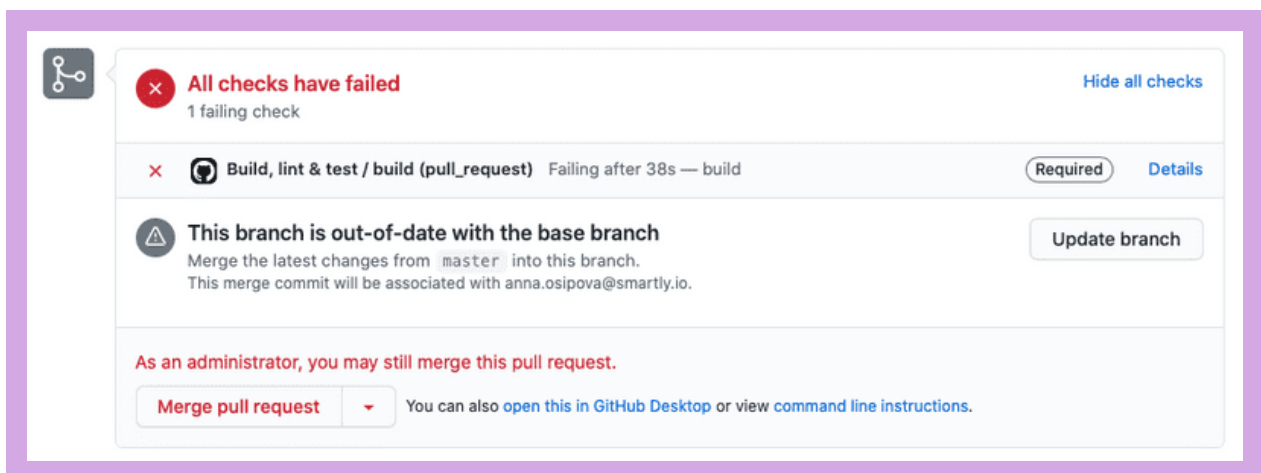 All checks have failed
Hide all checks
1 failing check
Build, lint & test / build (pull_request) Failing after 38s — build
Required
Details
This branch is out-of-date with the base branch
Update branch
Merge the latest changes from master into this branch.
This merge commit will be associated with anna.osipova@smartly.io.
As an administrator, you may still merge this pull request.
Merge pull request
You can also open this in GitHub Desktop or view command line instructions.